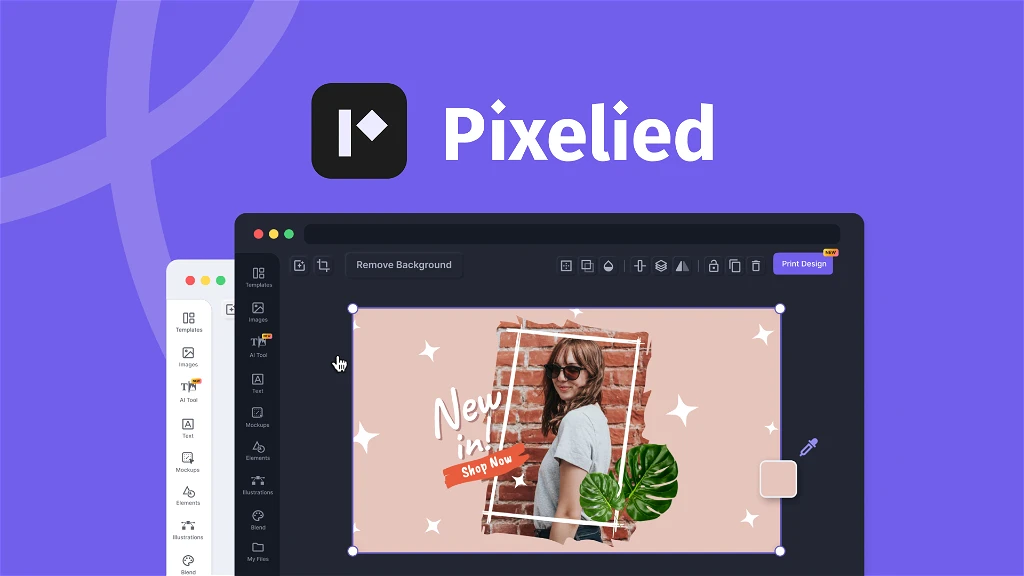 Pixelied
Remove Background
NEW
Print Design
Templates
Images
NEW
AI Tool
Text
Mockups
Elements
Illustrations
Blend
My Files
Templates
Images
NEW
AI Tool
Text
Mockups
Elements
Illustrations
Blend
New
in!
Shop Now